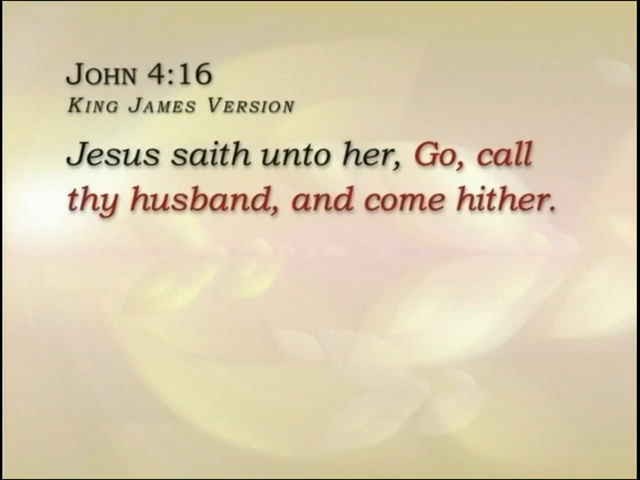 John 4:16
King James Version
Jesus saith unto her, Go, call
thy husband, and come hither.